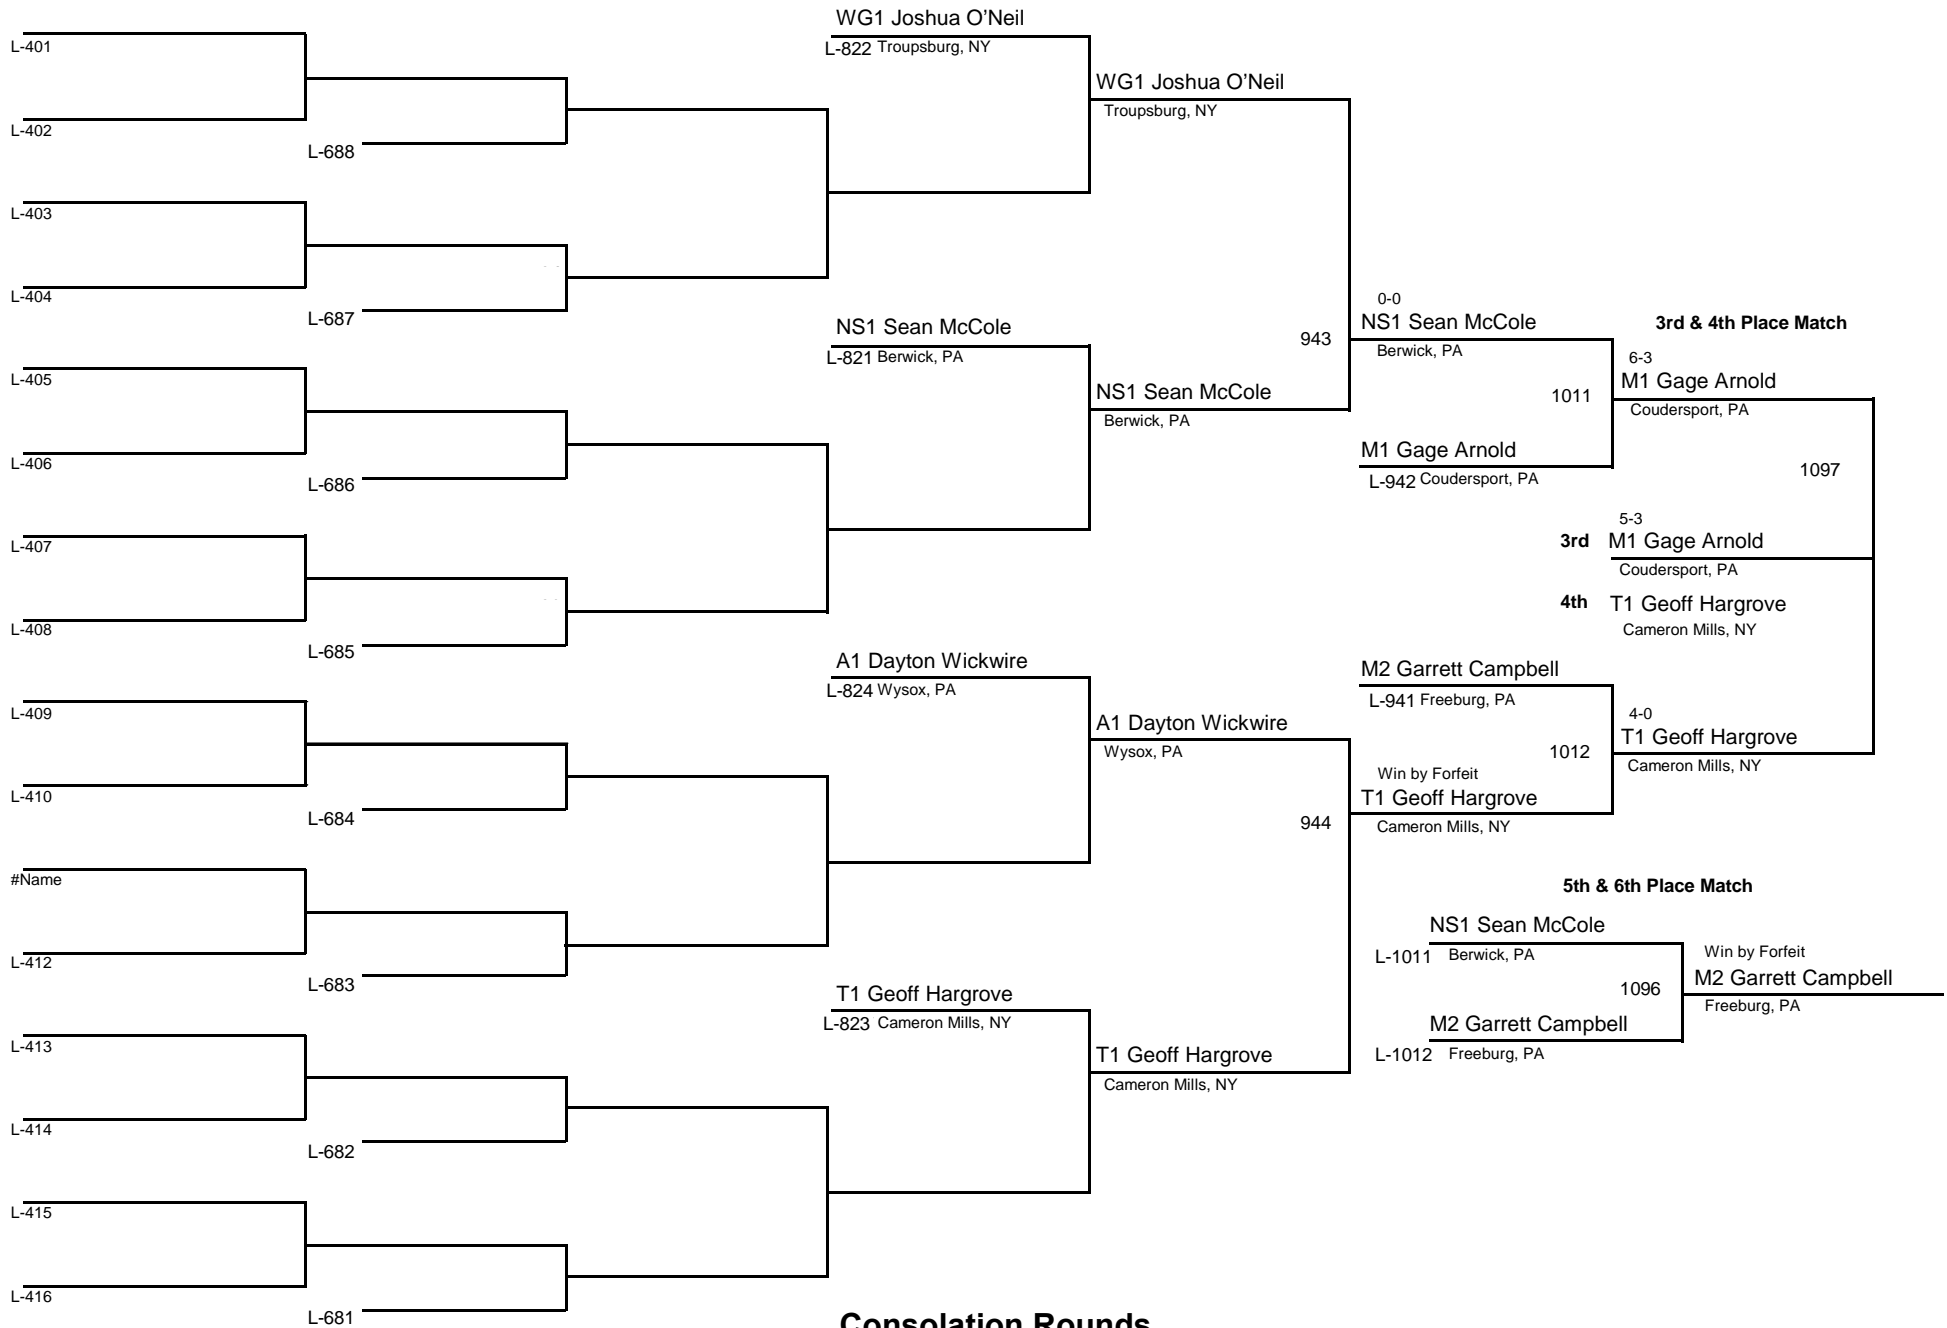 L-401
L-402
L-688
L-403
L-404
L-687
L-405
L-406
L-686
L-407
L-408
L-685
L-409
L-410
L-684
#Name
L-412
L-683
L-413
L-414
L-682
L-415
L-416
L-681
WG1 Joshua O'Neil
L-822 Troupsburg, NY
NS1 Sean McCole
L-821 Berwick, PA
A1 Dayton Wickwire
L-824 Wysox, PA
T1 Geoff Hargrove
L-823 Cameron Mills, NY
WG1 Joshua O'Neil
Troupsburg, NY
943
NS1 Sean McCole
Berwick, PA
A1 Dayton Wickwire
Wysox, PA
944
T1 Geoff Hargrove
Cameron Mills, NY
0-0
NS1 Sean McCole
Berwick, PA
1011
M1 Gage Arnold
L-942 Coudersport, PA
M2 Garrett Campbell
L-941 Freeburg, PA
1012
Win by Forfeit
T1 Geoff Hargrove
Cameron Mills, NY
3rd & 4th Place Match
6-3
M1 Gage Arnold
Coudersport, PA
1097
5-3
3rd M1 Gage Arnold
Coudersport, PA
4th T1 Geoff Hargrove
Cameron Mills, NY
4-0
T1 Geoff Hargrove
Cameron Mills, NY
5th & 6th Place Match
NS1 Sean McCole
L-1011 Berwick, PA
1096
M2 Garrett Campbell
L-1012 Freeburg, PA
Win by Forfeit
M2 Garrett Campbell
Freeburg, PA
Consolation Rounds